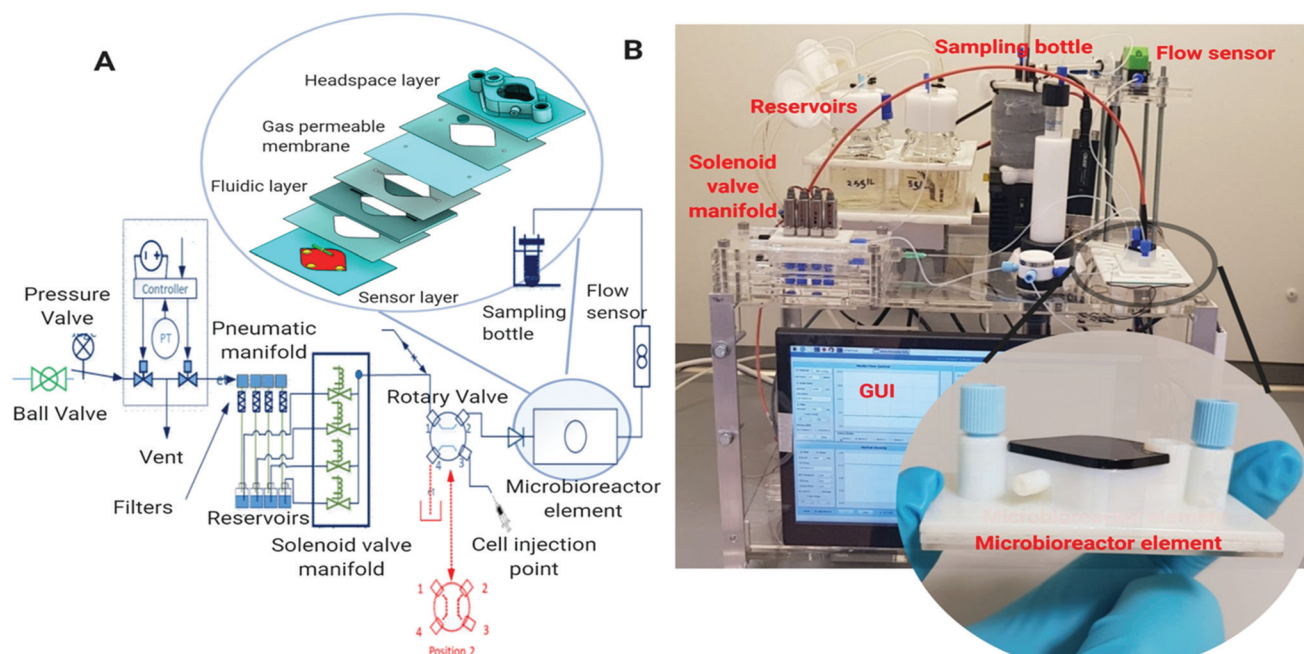 A
Headspace layer
Gas permeable
membrane
Fluidic layer
Sensor layer
Controller
PT
Pressure
Valve
Ball Valve
Vent
Filters
Pneumatic
manifold
Reservoirs
Solenoid valve
manifold
Rotary Valve
1
2
3
4
Cell injection
point
Microbioreactor
element
Sampling
bottle
Flow
sensor
1
2
3
4
Position 2
B
Sampling bottle
Flow sensor
Reservoirs
Solenoid
valve
manifold
GUI
Microbioreactor element